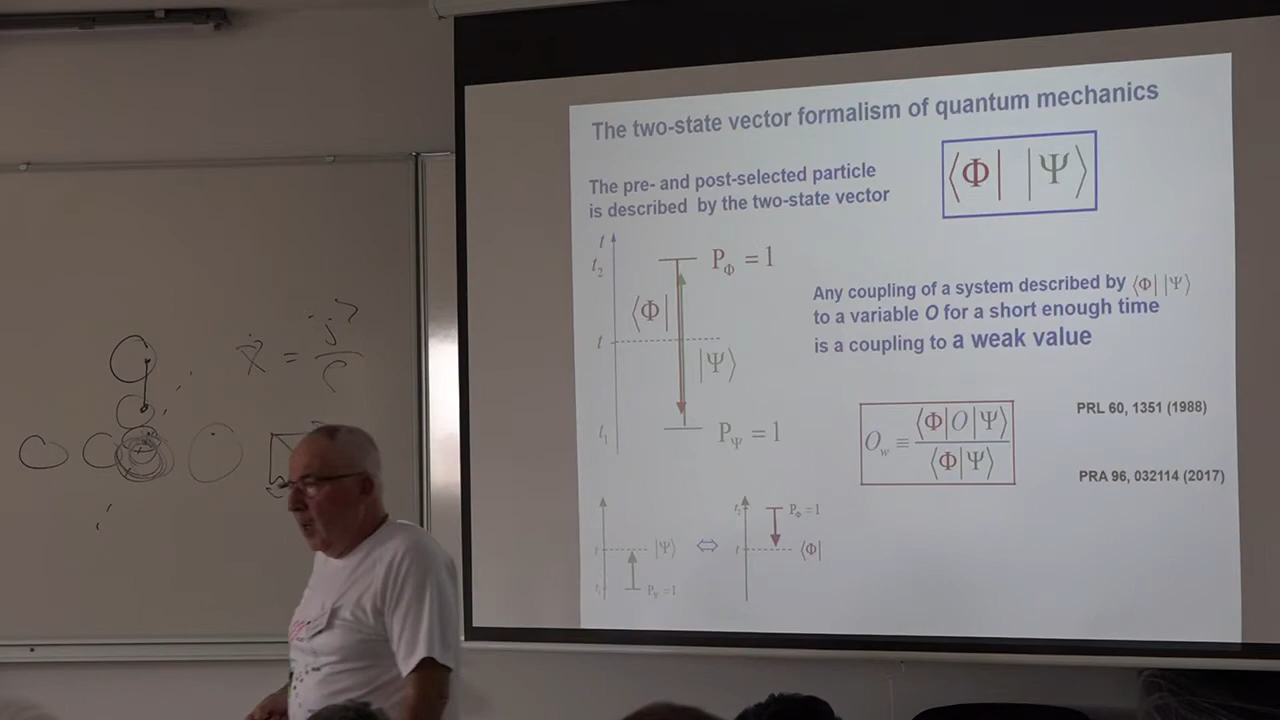 The two-state vector formalism of quantum mechanics
The pre- and post-selected particle
is described by the two-state vector
⟨Φ| |Ψ⟩
t
t₂
P_Φ = 1
⟨Φ|
t
|Ψ⟩
t₁
P_Ψ = 1
Any coupling of a system described by ⟨Φ| |Ψ⟩
to a variable O for a short enough time
is a coupling to a weak value
O_w ≡ ⟨Φ|O|Ψ⟩ / ⟨Φ|Ψ⟩
PRL 60, 1351 (1988)
PRA 96, 032114 (2017)
t
|Ψ⟩
t₁
P_Ψ = 1
⇔
t₂
P_Φ = 1
t
⟨Φ|